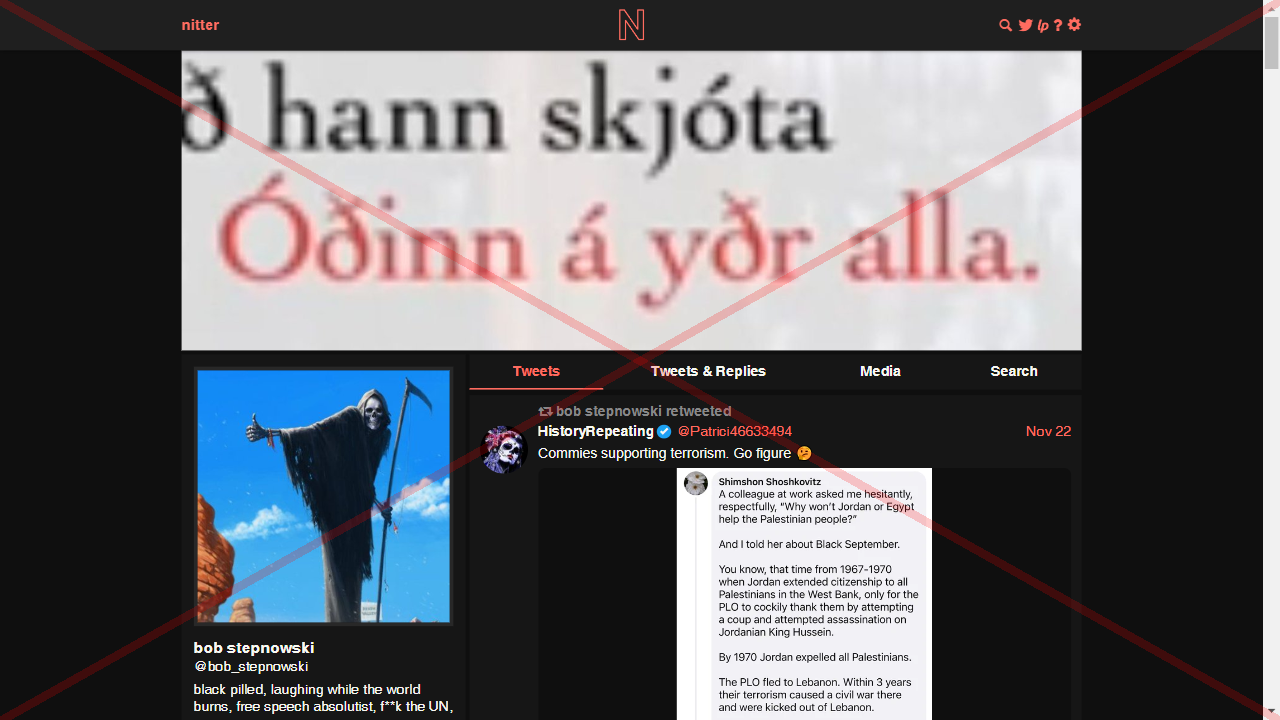 nitter
N
lp ?
ð hann skjóta
Óðinn á yðr alla.
Tweets
Tweets & Replies
Media
Search
bob stepnowski retweeted
HistoryRepeating @Patrici46633494
Nov 22
Commies supporting terrorism. Go figure 🤔
Shimshon Shoshkovitz
A colleague at work asked me hesitantly,
respectfully, “Why won’t Jordan or Egypt
help the Palestinian people?”
And I told her about Black September.
You know, that time from 1967-1970
when Jordan extended citizenship to all
Palestinians in the West Bank, only for the
PLO to cockily thank them by attempting
a coup and attempted assassination on
Jordanian King Hussein.
By 1970 Jordan expelled all Palestinians.
The PLO fled to Lebanon. Within 3 years
their terrorism caused a civil war there
and were kicked out of Lebanon.
bob stepnowski
@bob_stepnowski
black pilled, laughing while the world
burns, free speech absolutist, f**k the UN,